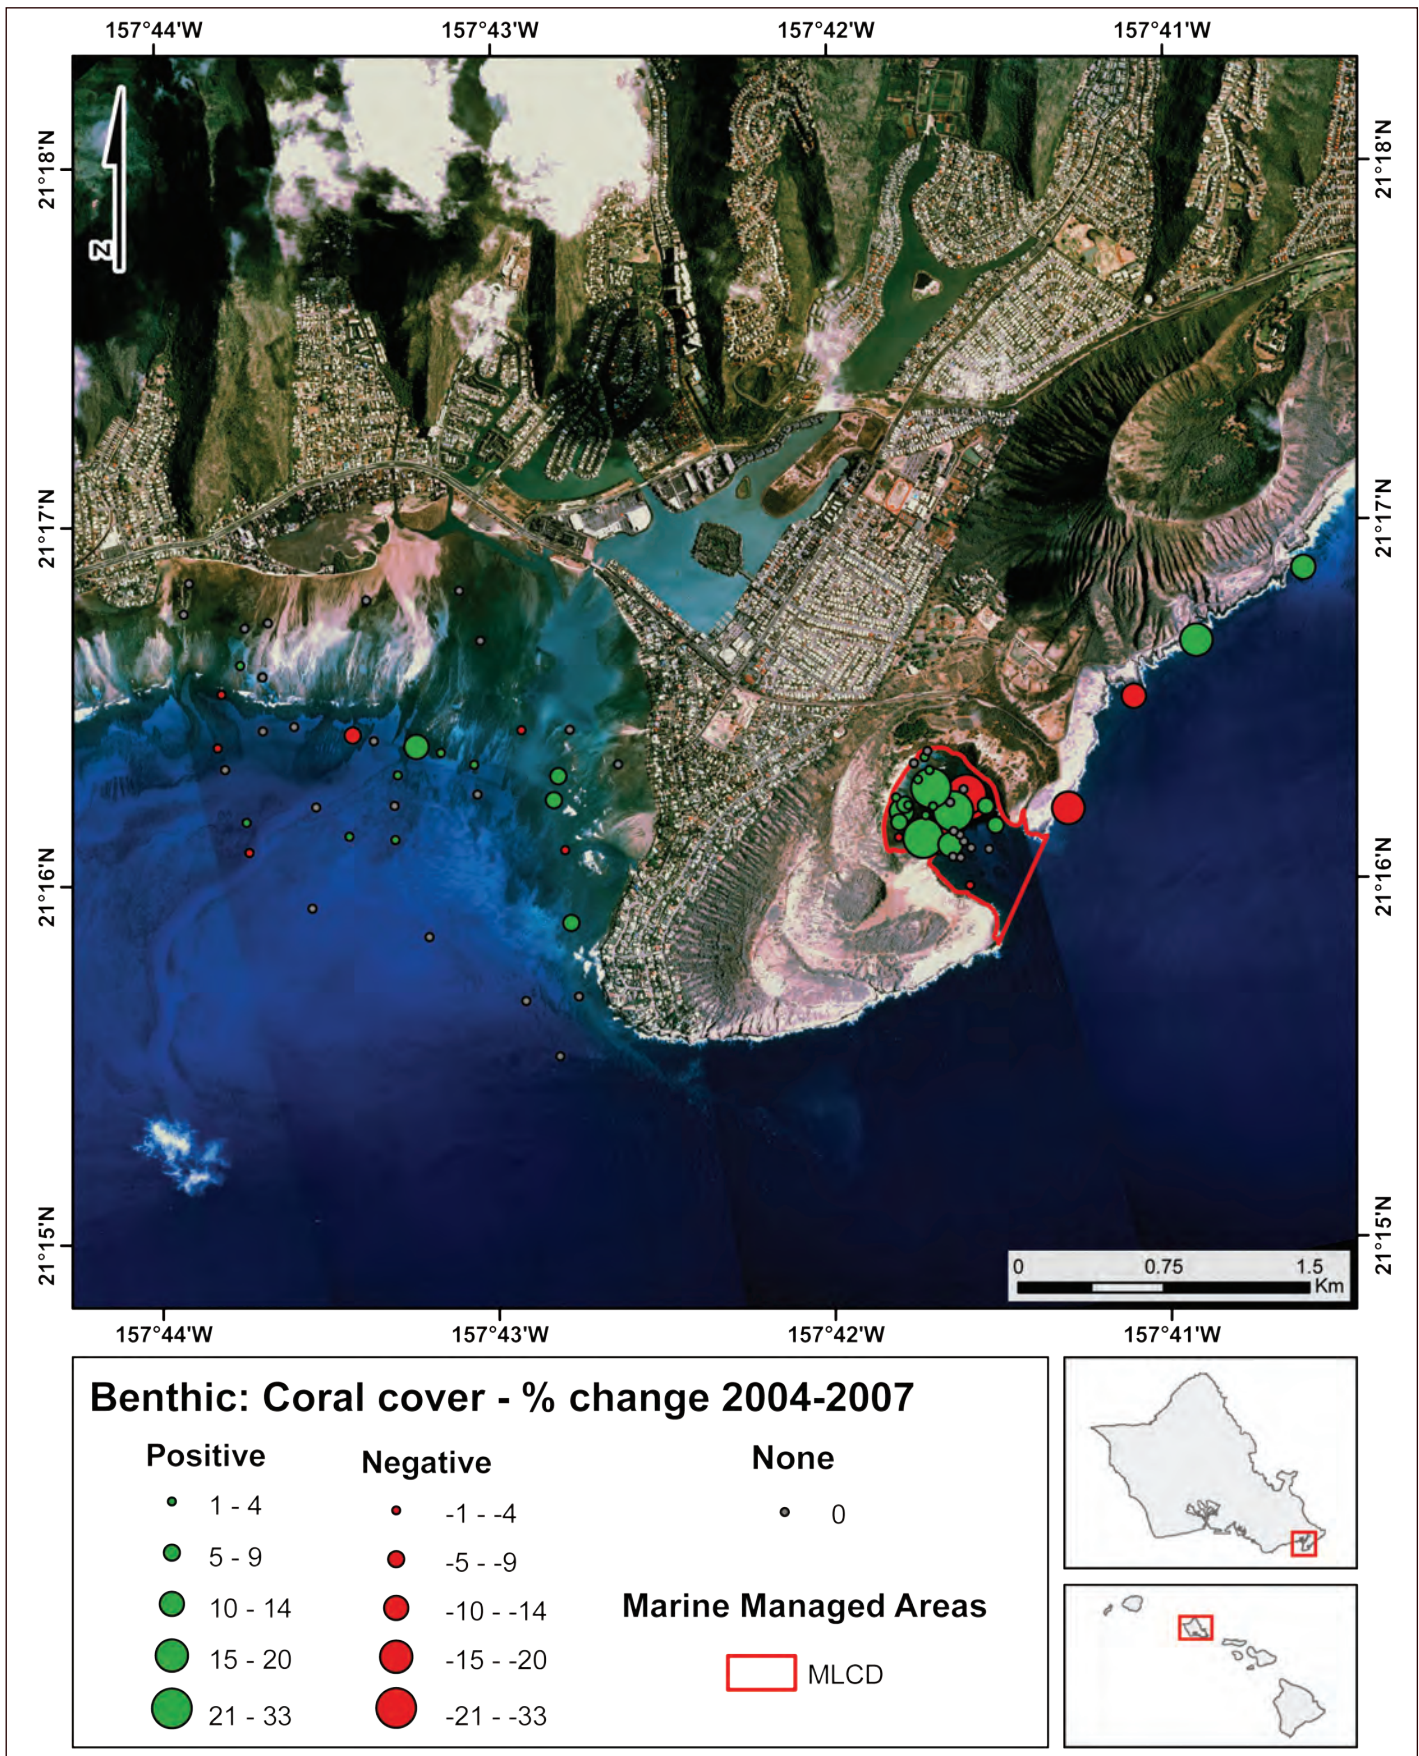 157°44'W 157°43'W 157°42'W 157°41'W
21°18'N 21°18'N
N
21°17'N 21°17'N
21°16'N 21°16'N
21°15'N 21°15'N
0 0.75 1.5
Km
157°44'W 157°43'W 157°42'W 157°41'W
Benthic: Coral cover - % change 2004-2007
Positive Negative None
1 - 4 -1 - -4 0
5 - 9 -5 - -9
10 - 14 -10 - -14 Marine Managed Areas
15 - 20 -15 - -20 MLCD
21 - 33 -21 - -33